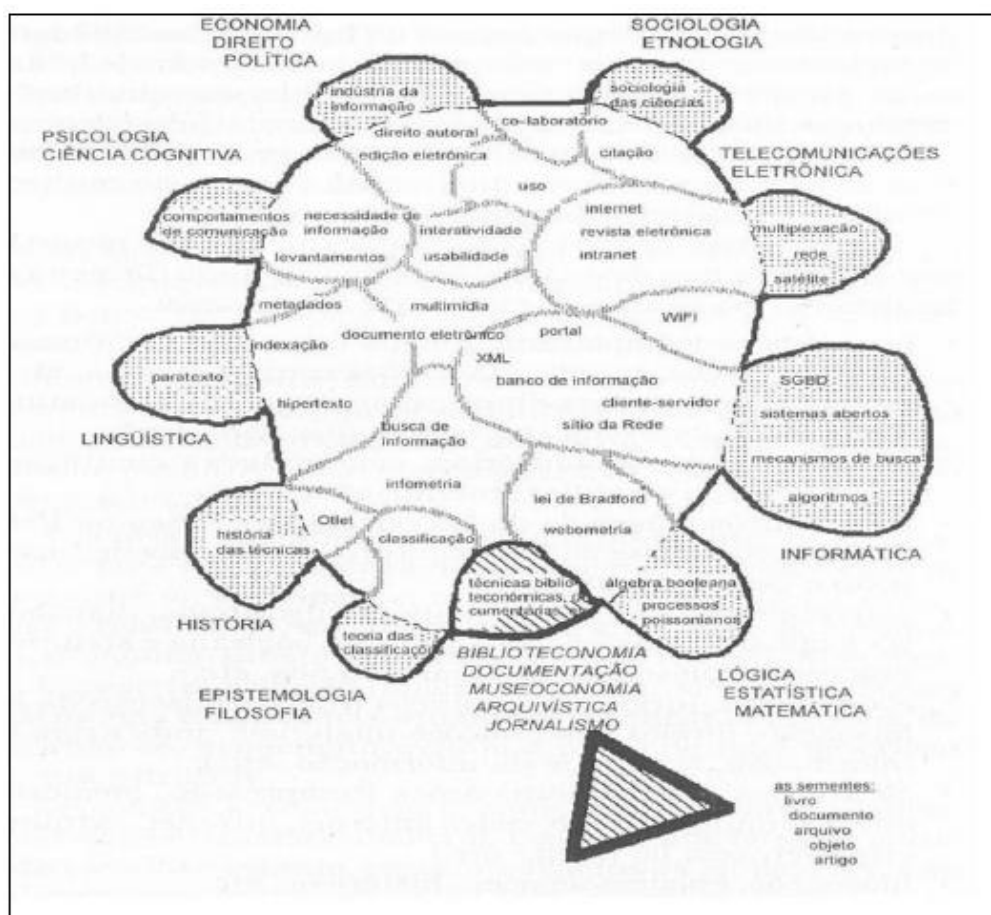 ECONOMIA
DIREITO
POLÍTICA
SOCIOLOGIA
ETNOLOGIA
indústria da
informação
sociologia
das ciências
co-laboratório
direito autoral
edição eletrônica
citação
PSICOLOGIA
CIÊNCIA COGNITIVA
TELECOMUNICAÇÕES
ELETRÔNICA
uso
comportamentos
de comunicação
necessidade de
informação
interatividade
internet
revista eletrônica
intranet
multiplexação
rede
satélite
levantamentos
usabilidade
metadados
multimídia
WIFI
documento eletrônico
portal
indexação
XML
paratexto
banco de informação
SGBD
hipertexto
cliente-servidor
sistemas abertos
LINGÜÍSTICA
busca de
informação
sítio da Rede
mecanismos de busca
infometria
lei de Bradford
algoritmos
Otlet
história
das técnicas
classificação
webometria
INFORMÁTICA
técnicas biblio-
teconômicas, do
cumentárias,
álgebra booleana
processos
poissonianos
HISTÓRIA
teoria das
classificações
BIBLIOTECONOMIA
DOCUMENTAÇÃO
MUSEOCONOMIA
ARQUIVÍSTICA
JORNALISMO
EPISTEMOLOGIA
FILOSOFIA
LÓGICA
ESTATÍSTICA
MATEMÁTICA
as sementes:
livro
documento
arquivo
objeto
artigo